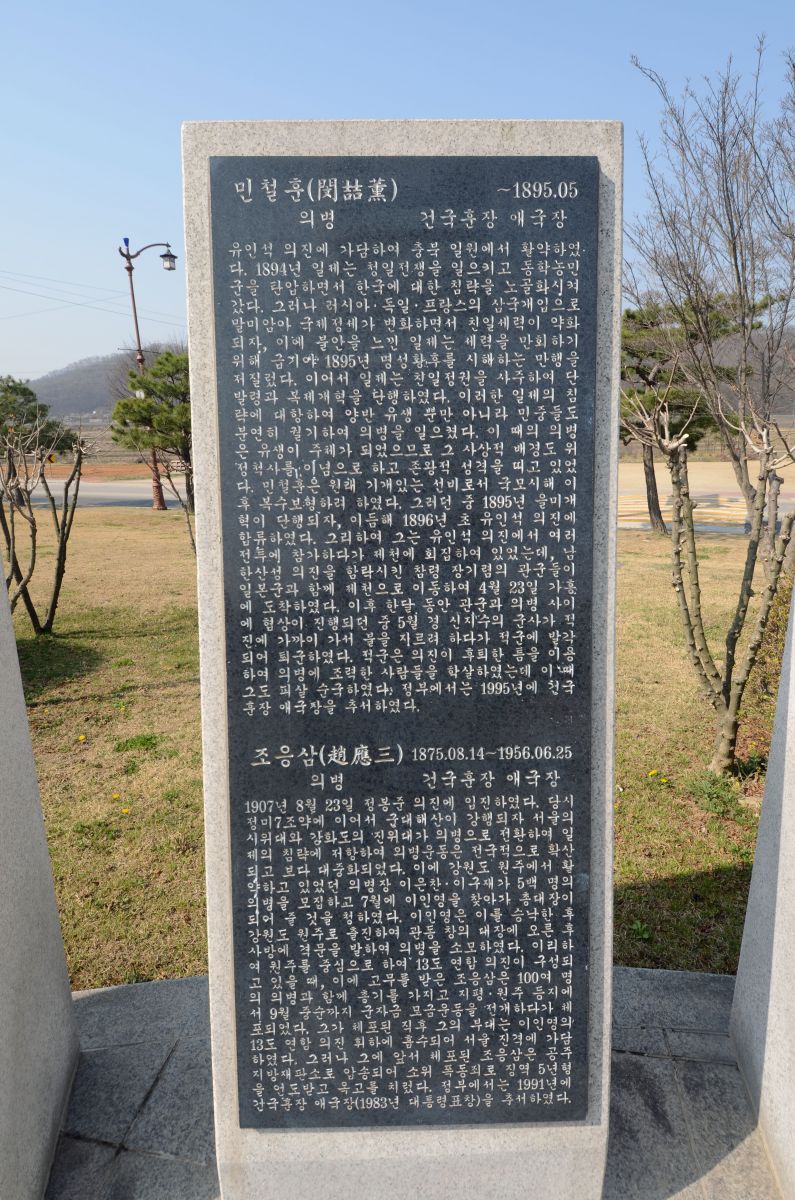 민철훈(閔喆薰) ~1895.05
의병 건국훈장 애국장
유인석 의진에 가담하여 충북 일원에서 활약하였
다. 1894년 일제는 청일전쟁을 일으키고 동학농민
군을 탄압하면서 한국에 대한 침략을 노골화시켜
갔다. 그러나 러시아·독일·프랑스의 삼국개입으로
말미암아 국제정세가 변화하면서 친일세력이 약화
되자, 이에 불안을 느낀 일제는 세력을 만회하기
위해 급기야 1895년 명성황후를 시해하는 만행을
저질렀다. 이어서 일제는 친일정권을 사주하여 단
발령과 복제개혁을 단행하였다. 이러한 일제의 침
략에 대항하여 양반 유생 뿐만 아니라 민중들도
분연히 궐기하여 의병을 일으켰다. 이 때의 의병
은 유생이 주체가 되었으므로 그 사상적 배경도 위
정척사를 이념으로 하고 존왕적 성격을 띠고 있었
다. 민철훈은 원래 기개있는 선비로서 국모시해 이
후 복수보형하려 하였다. 그러던 중 1895년 을미개
혁이 단행되자, 이듬해 1896년 초 유인석 의진에
합류하였다. 그리하여 그는 유인석 의진에서 여러
전투에 참가하다가 제천에 회집하여 있었는데, 남
한산성 의진을 함락시킨 참령 장기렴의 관군들이
일본군과 함께 제천으로 이동하여 4월 23일 가흥
에 도착하였다. 이후 한달 동안 관군과 의병 사이
에 협상이 진행되던 중 5월 경 신지수의 군사가 적
진에 가까이 가서 불을 지르려 하다가 적군에 발각
되어 퇴군하였다. 적군은 의진이 후퇴한 틈을 이용
하여 의병에 조력한 사람들을 학살하였는데 이 때
그도 피살 순국하였다. 정부에서는 1995년에 건국
훈장 애국장을 추서하였다.
조응삼(趙應三) 1875.08.14~1956.06.25
의병 건국훈장 애국장
1907년 8월 23일 정봉준 의진에 일진하였다. 당시
정미7조약에 이어서 군대해산이 강행되자 서울의
시위대와 강화도의 진위대가 의병으로 전환하여 일
제의 침략에 저항하여 의병운동은 전국적으로 확산
되고 보다 대중화되었다. 이에 강원도 원주에서 활
약하고 있었던 의병장 이은찬·이구재가 5백 명의
의병을 모집하고 7월에 이인영을 찾아가 총대장이
되어 줄 것을 청하였다. 이인영은 이를 승낙한 후
강원도 원주로 출진하여 관동 창의 대장에 오른 후
사방에 격문을 발하여 의병을 소모하였다. 이리하
여 원주를 중심으로 하여 13도 연합 의진이 구성되
고 있을 때, 이에 고무를 받은 조응삼은 100여 명
의 의병과 함께 총기를 가지고 지평·원주 등지에
서 9월 중순까지 군자금 모금운동을 전개하다가 체
포되었다. 그가 체포된 직후 그의 부대는 이인영의
13도 연합 의진 휘하에 흡수되어 서울 진격에 가담
하였다. 그러나 그에 앞서 체포된 조응삼은 공주
지방재판소로 압송되어 소위 폭동죄로 징역 5년형
을 언도받고 옥고를 치렀다. 정부에서는 1991년에
건국훈장 애국장(1983년 대통령표창)을 추서하였다.